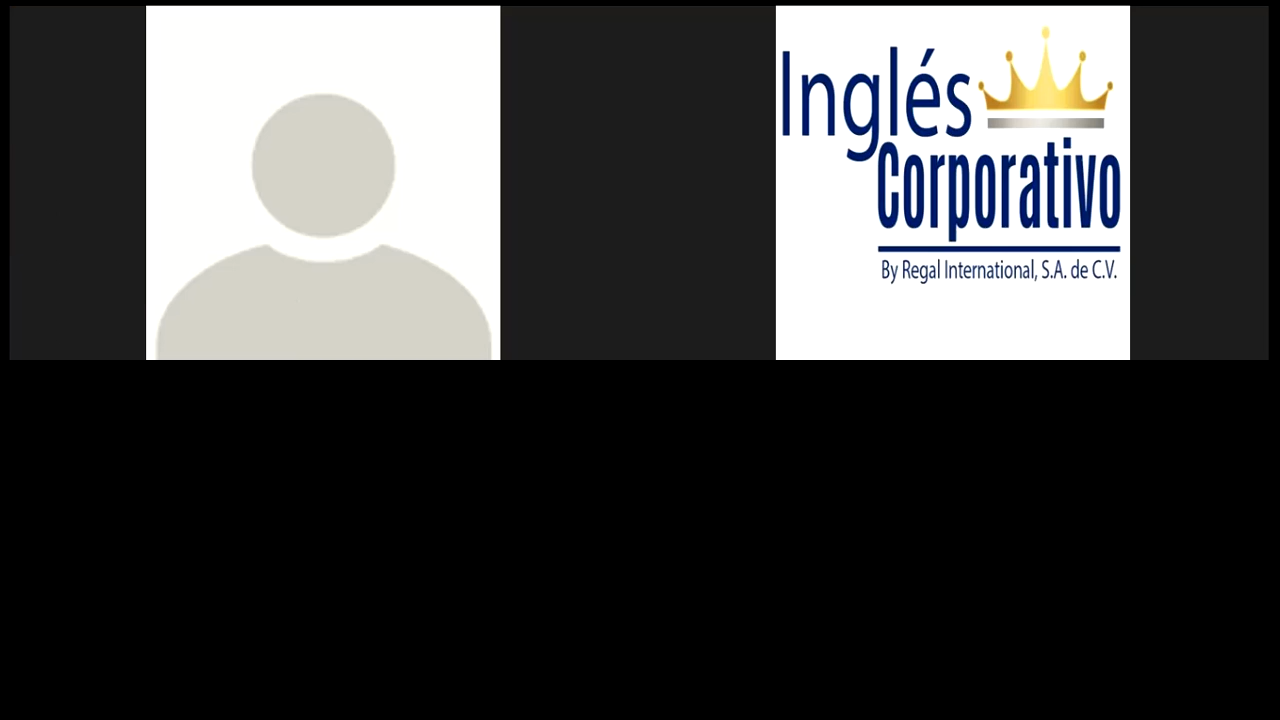 Inglés
Corporativo
By Regal International, S.A. de C.V.